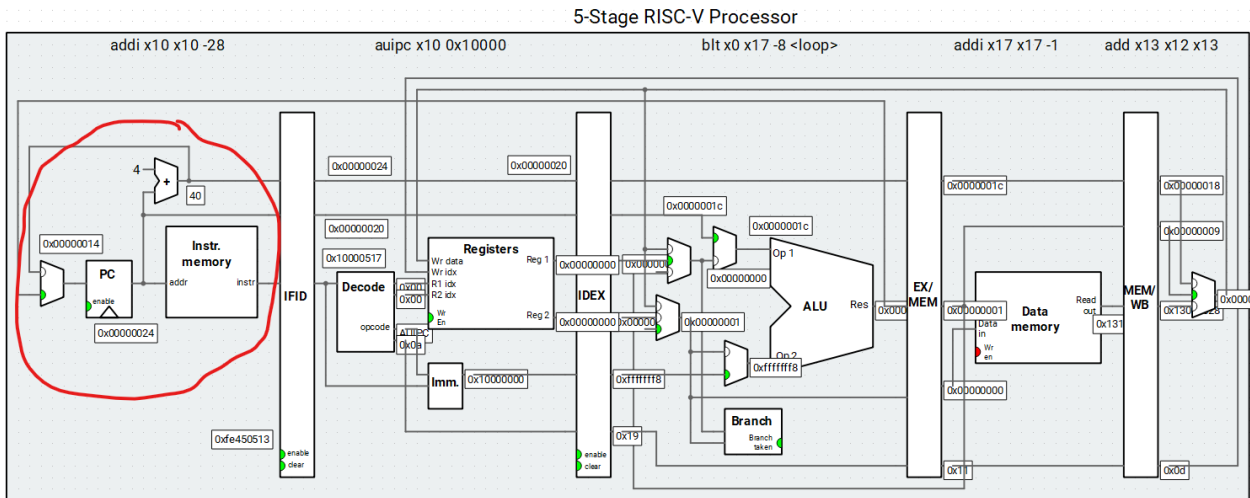 5-Stage RISC-V Processor
addi x10 x10 -28
auipc x10 0x10000
blt x0 x17 -8 <loop>
addi x17 x17 -1
add x13 x12 x13
4
+
40
0x00000014
PC
enable
0x00000024
Instr.
memory
addr
instr
0xfe450513
IFID
enable
clear
0x00000024
0x00000020
0x10000517
Decode
opcode
0x00
0x00
AUIPC
0x0a
Registers
Wr data
Wr idx
R1 idx
R2 idx
Wr
En
Reg 1
Reg 2
Imm.
0x10000000
0x00000020
IDEX
enable
clear
0x00000000
0x00000000
0xfffffff8
0x19
0x0000001c
0x0000001c
0x00000000
0x00000001
0xfffffff8
Op 1
Op 2
ALU
Res
Branch
Branch
taken
EX/
MEM
0x0000001c
0x00000001
0x00000000
0x11
Data
memory
Data
in
Wr
en
Read
out
MEM/
WB
0x00000018
0x00000009
0x0d